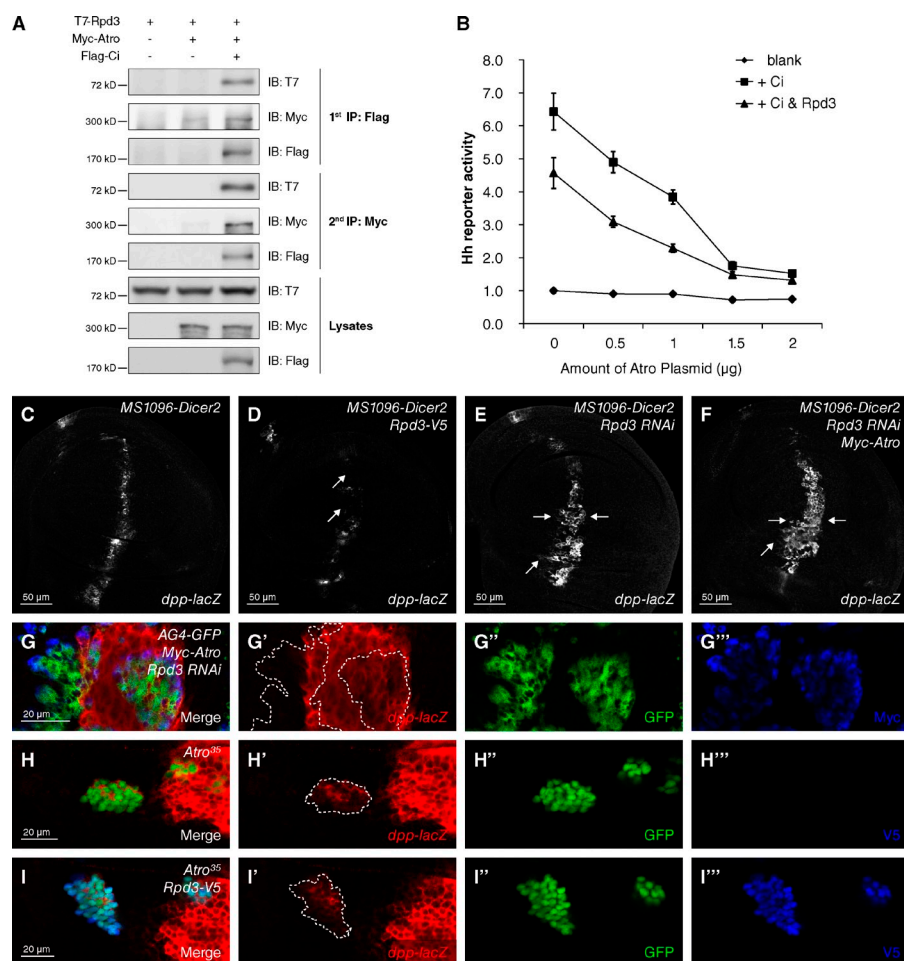 A
T7-Rpd3 + + +
Myc-Atro - + +
Flag-Ci - - +
72 kD IB: T7
300 kD IB: Myc 1st IP: Flag
170 kD IB: Flag
72 kD IB: T7
300 kD IB: Myc 2nd IP: Myc
170 kD IB: Flag
72 kD IB: T7
300 kD IB: Myc Lysates
170 kD IB: Flag
B
blank
+ Ci
+ Ci & Rpd3
Hh reporter activity
8.0
7.0
6.0
5.0
4.0
3.0
2.0
1.0
0.0
0 0.5 1 1.5 2
Amount of Atro Plasmid (µg)
C MS1096-Dicer2
50 µm dpp-lacZ
D MS1096-Dicer2
Rpd3-V5
50 µm dpp-lacZ
E MS1096-Dicer2
Rpd3 RNAi
50 µm dpp-lacZ
F MS1096-Dicer2
Rpd3 RNAi
Myc-Atro
50 µm dpp-lacZ
G AG4-GFP
Myc-Atro
Rpd3 RNAi
20 µm Merge
G' dpp-lacZ
G'' GFP
G''' Myc
H Atro35
20 µm Merge
H' dpp-lacZ
H'' GFP
H''' V5
I Atro35
Rpd3-V5
20 µm Merge
I' dpp-lacZ
I'' GFP
I''' V5